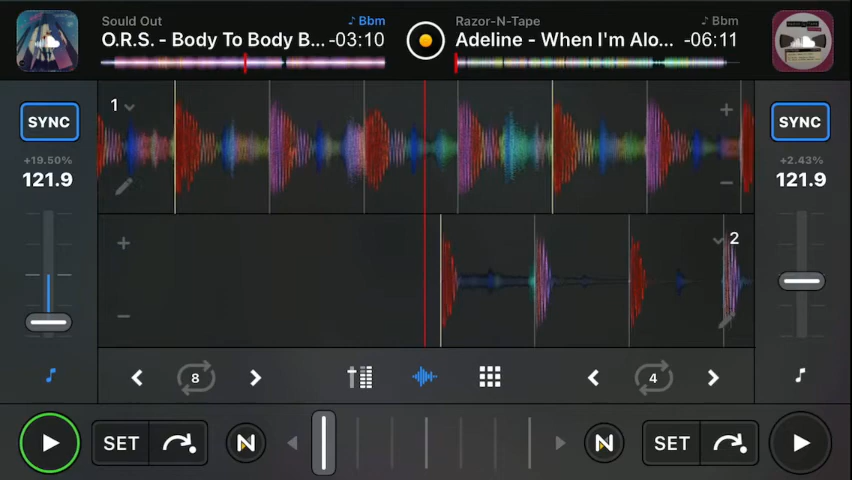 Sould Out
♪ Bbm
O.R.S. - Body To Body B... -03:10
Razor-N-Tape
♪ Bbm
Adeline - When I'm Alo... -06:11
SYNC
+19.50%
121.9
1
2
SYNC
+2.43%
121.9
8
4
SET
N
N
SET